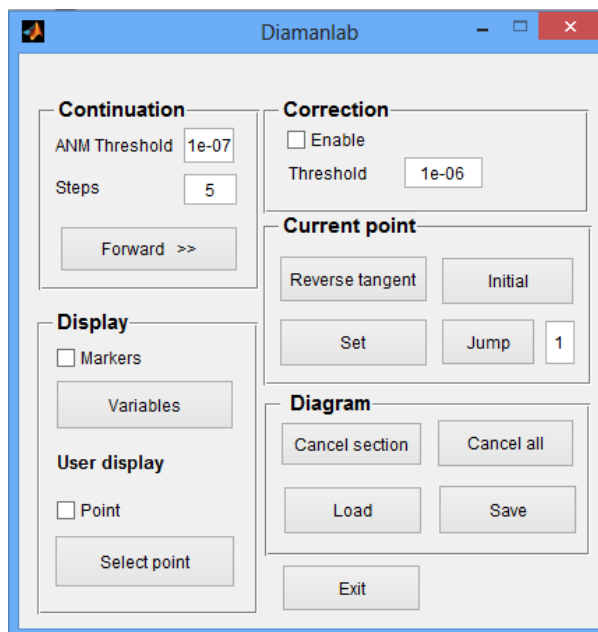 Diamanlab
Continuation
ANM Threshold 1e-07
Steps 5
Forward >>
Correction
Enable
Threshold 1e-06
Current point
Reverse tangent Initial
Set Jump 1
Display
Markers
Variables
User display
Point
Select point
Diagram
Cancel section Cancel all
Load Save
Exit